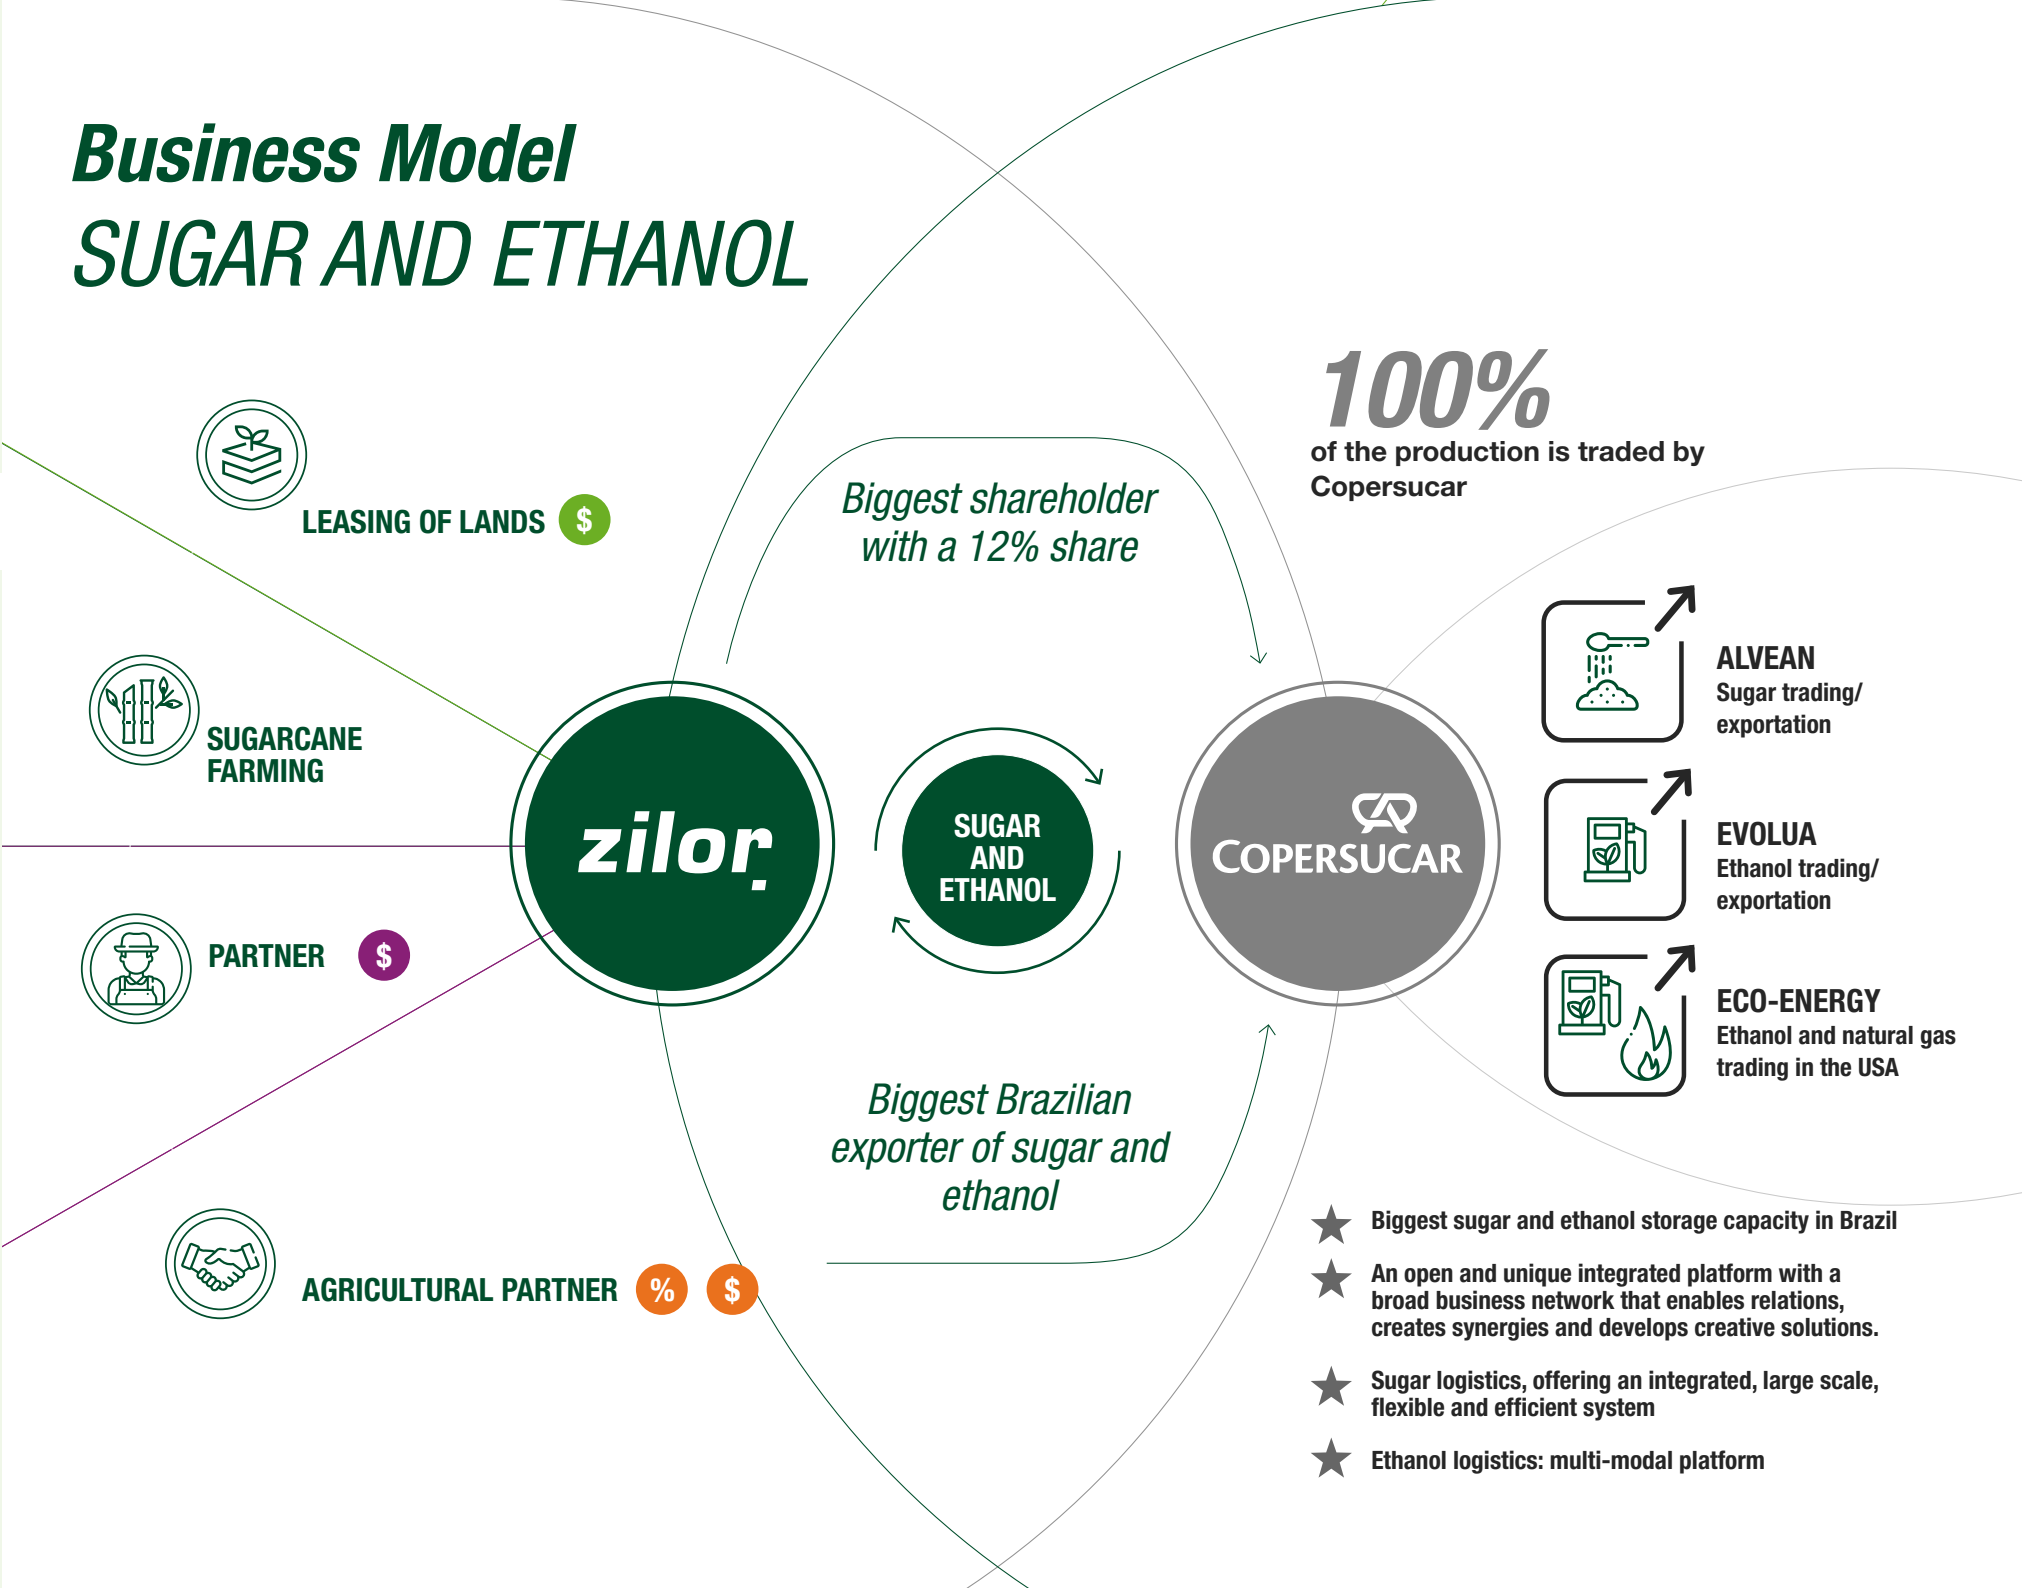 Business Model
SUGAR AND ETHANOL
LEASING OF LANDS $
SUGARCANE
FARMING
PARTNER $
AGRICULTURAL PARTNER % $
zilor
Biggest shareholder
with a 12% share
SUGAR
AND
ETHANOL
Biggest Brazilian
exporter of sugar and
ethanol
COPERSUCAR
100%
of the production is traded by
Copersucar
ALVEAN
Sugar trading/
exportation
EVOLUA
Ethanol trading/
exportation
ECO-ENERGY
Ethanol and natural gas
trading in the USA
Biggest sugar and ethanol storage capacity in Brazil
An open and unique integrated platform with a
broad business network that enables relations,
creates synergies and develops creative solutions.
Sugar logistics, offering an integrated, large scale,
flexible and efficient system
Ethanol logistics: multi-modal platform